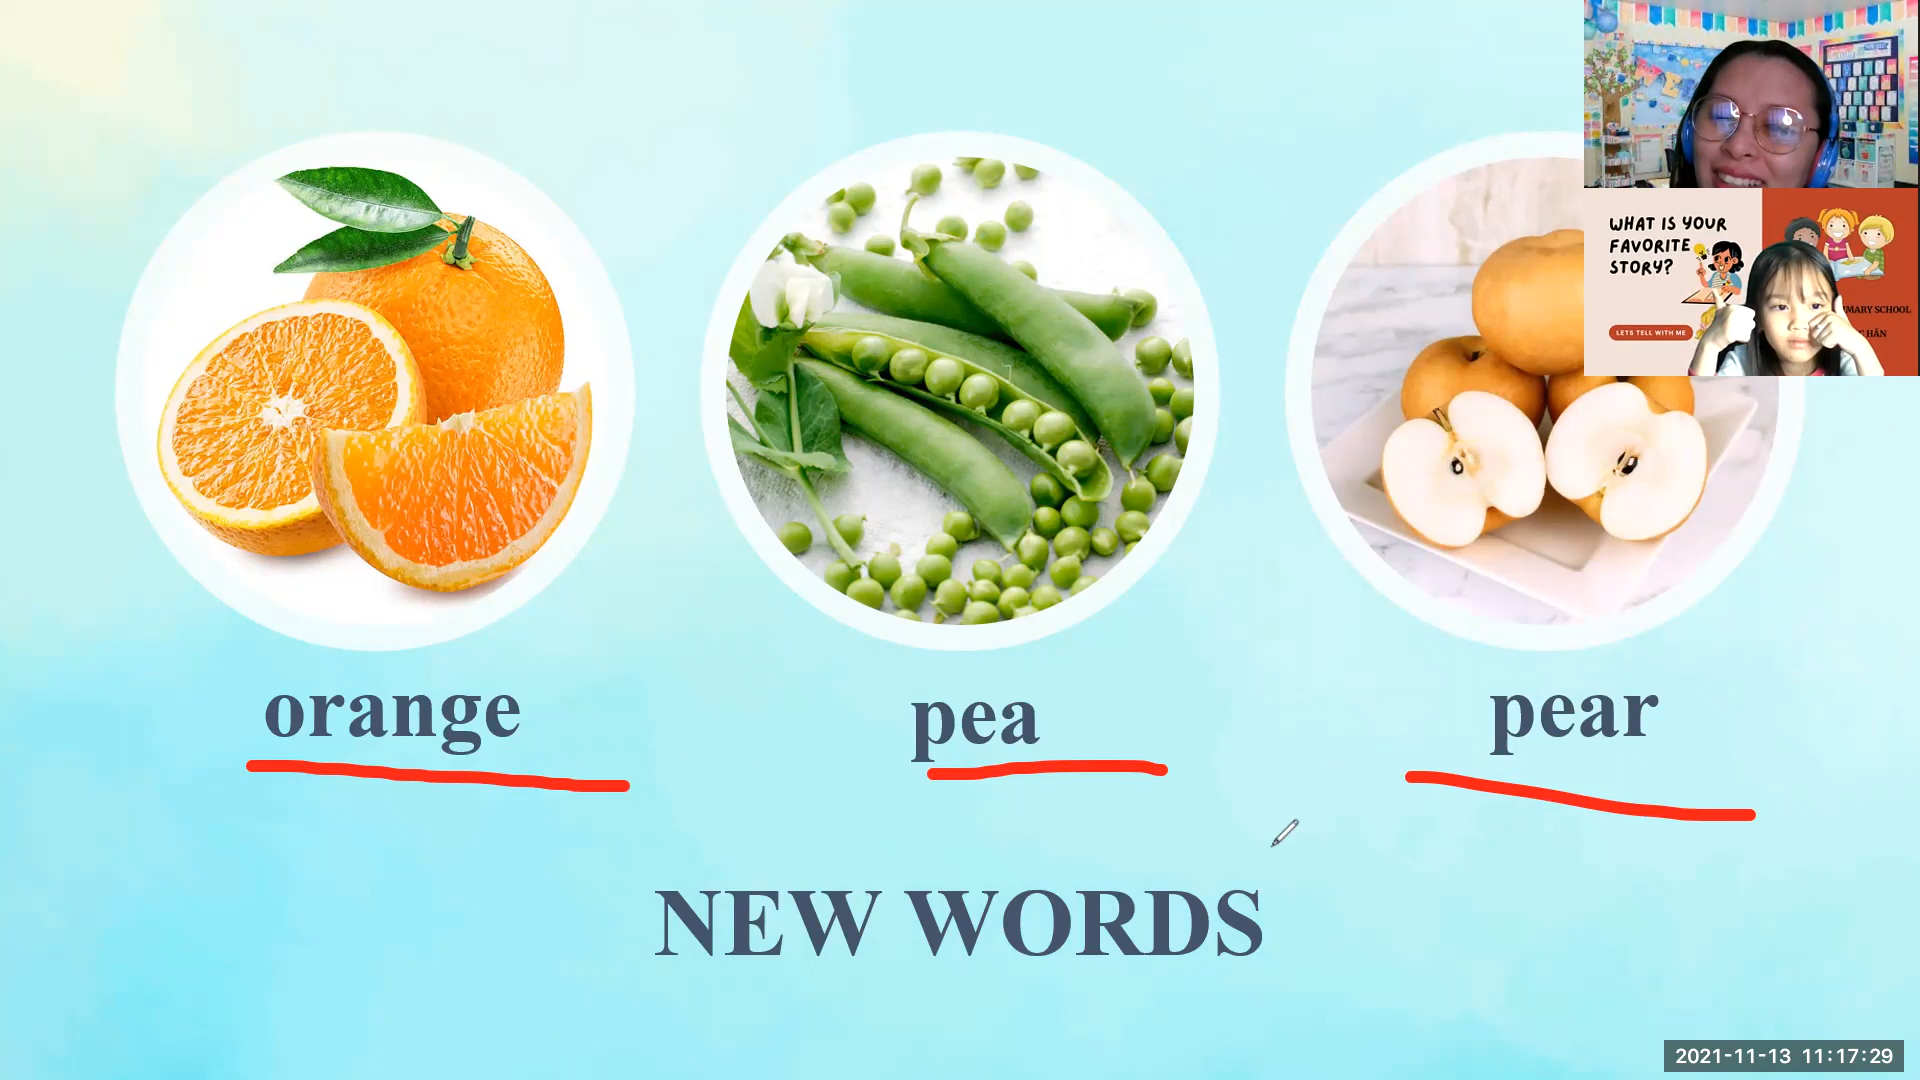 orange
pea
pear
NEW WORDS
WHAT IS YOUR
FAVORITE
STORY?
LETS TELL WITH ME
MARY SCHOOL
HÂN
2021-11-13 11:17:29